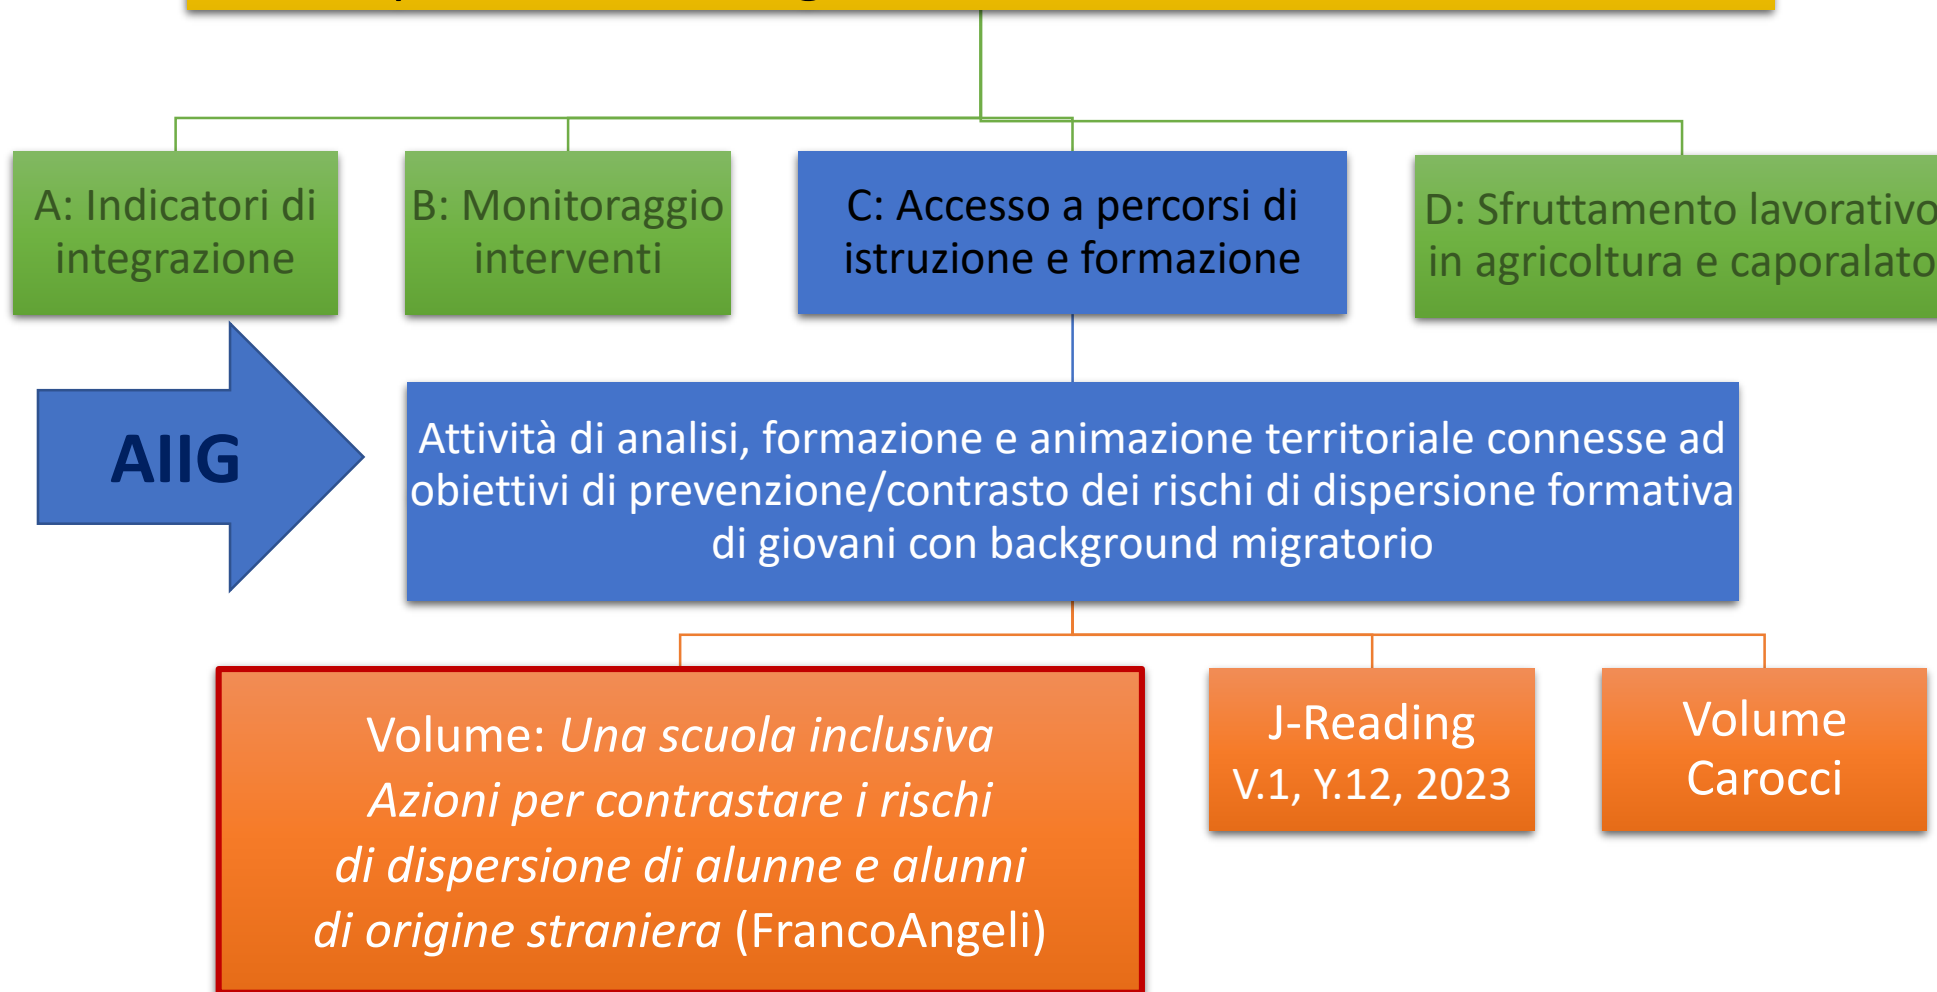 A: Indicatori di
integrazione
B: Monitoraggio
interventi
C: Accesso a percorsi di
istruzione e formazione
D: Sfruttamento lavorativo
in agricoltura e caporalato
AIIG
Attività di analisi, formazione e animazione territoriale connesse ad
obiettivi di prevenzione/contrasto dei rischi di dispersione formativa
di giovani con background migratorio
Volume: Una scuola inclusiva
Azioni per contrastare i rischi
di dispersione di alunne e alunni
di origine straniera (FrancoAngeli)
J-Reading
V.1, Y.12, 2023
Volume
Carocci